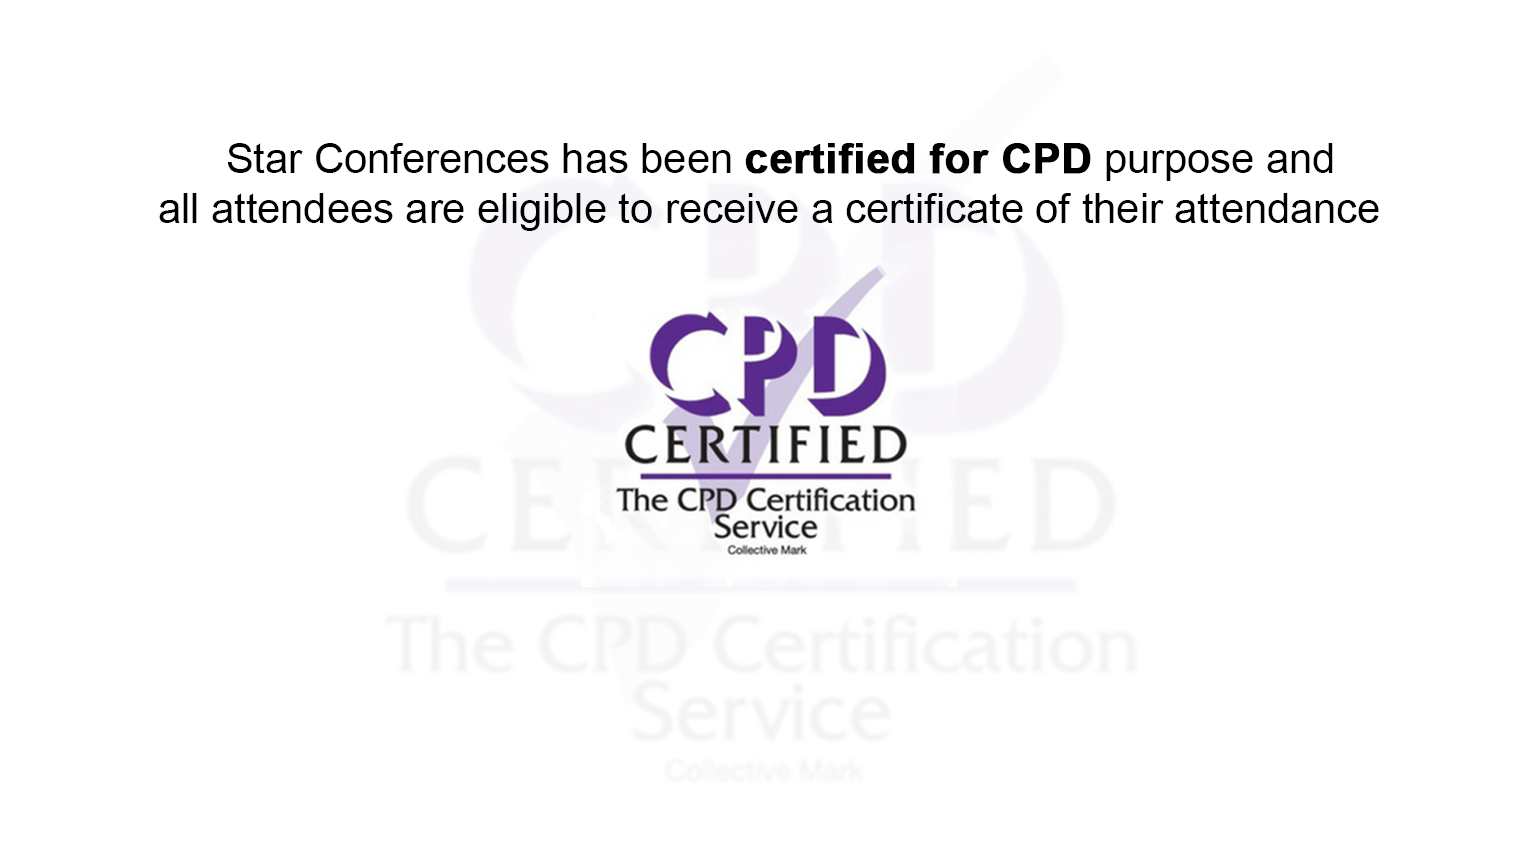 Star Conferences has been certified for CPD purpose and
all attendees are eligible to receive a certificate of their attendance
CPD
CERTIFIED
The CPD Certification
Service
Collective Mark
CPD
CERTIFIED
The CPD Certification
Service
Collective Mark